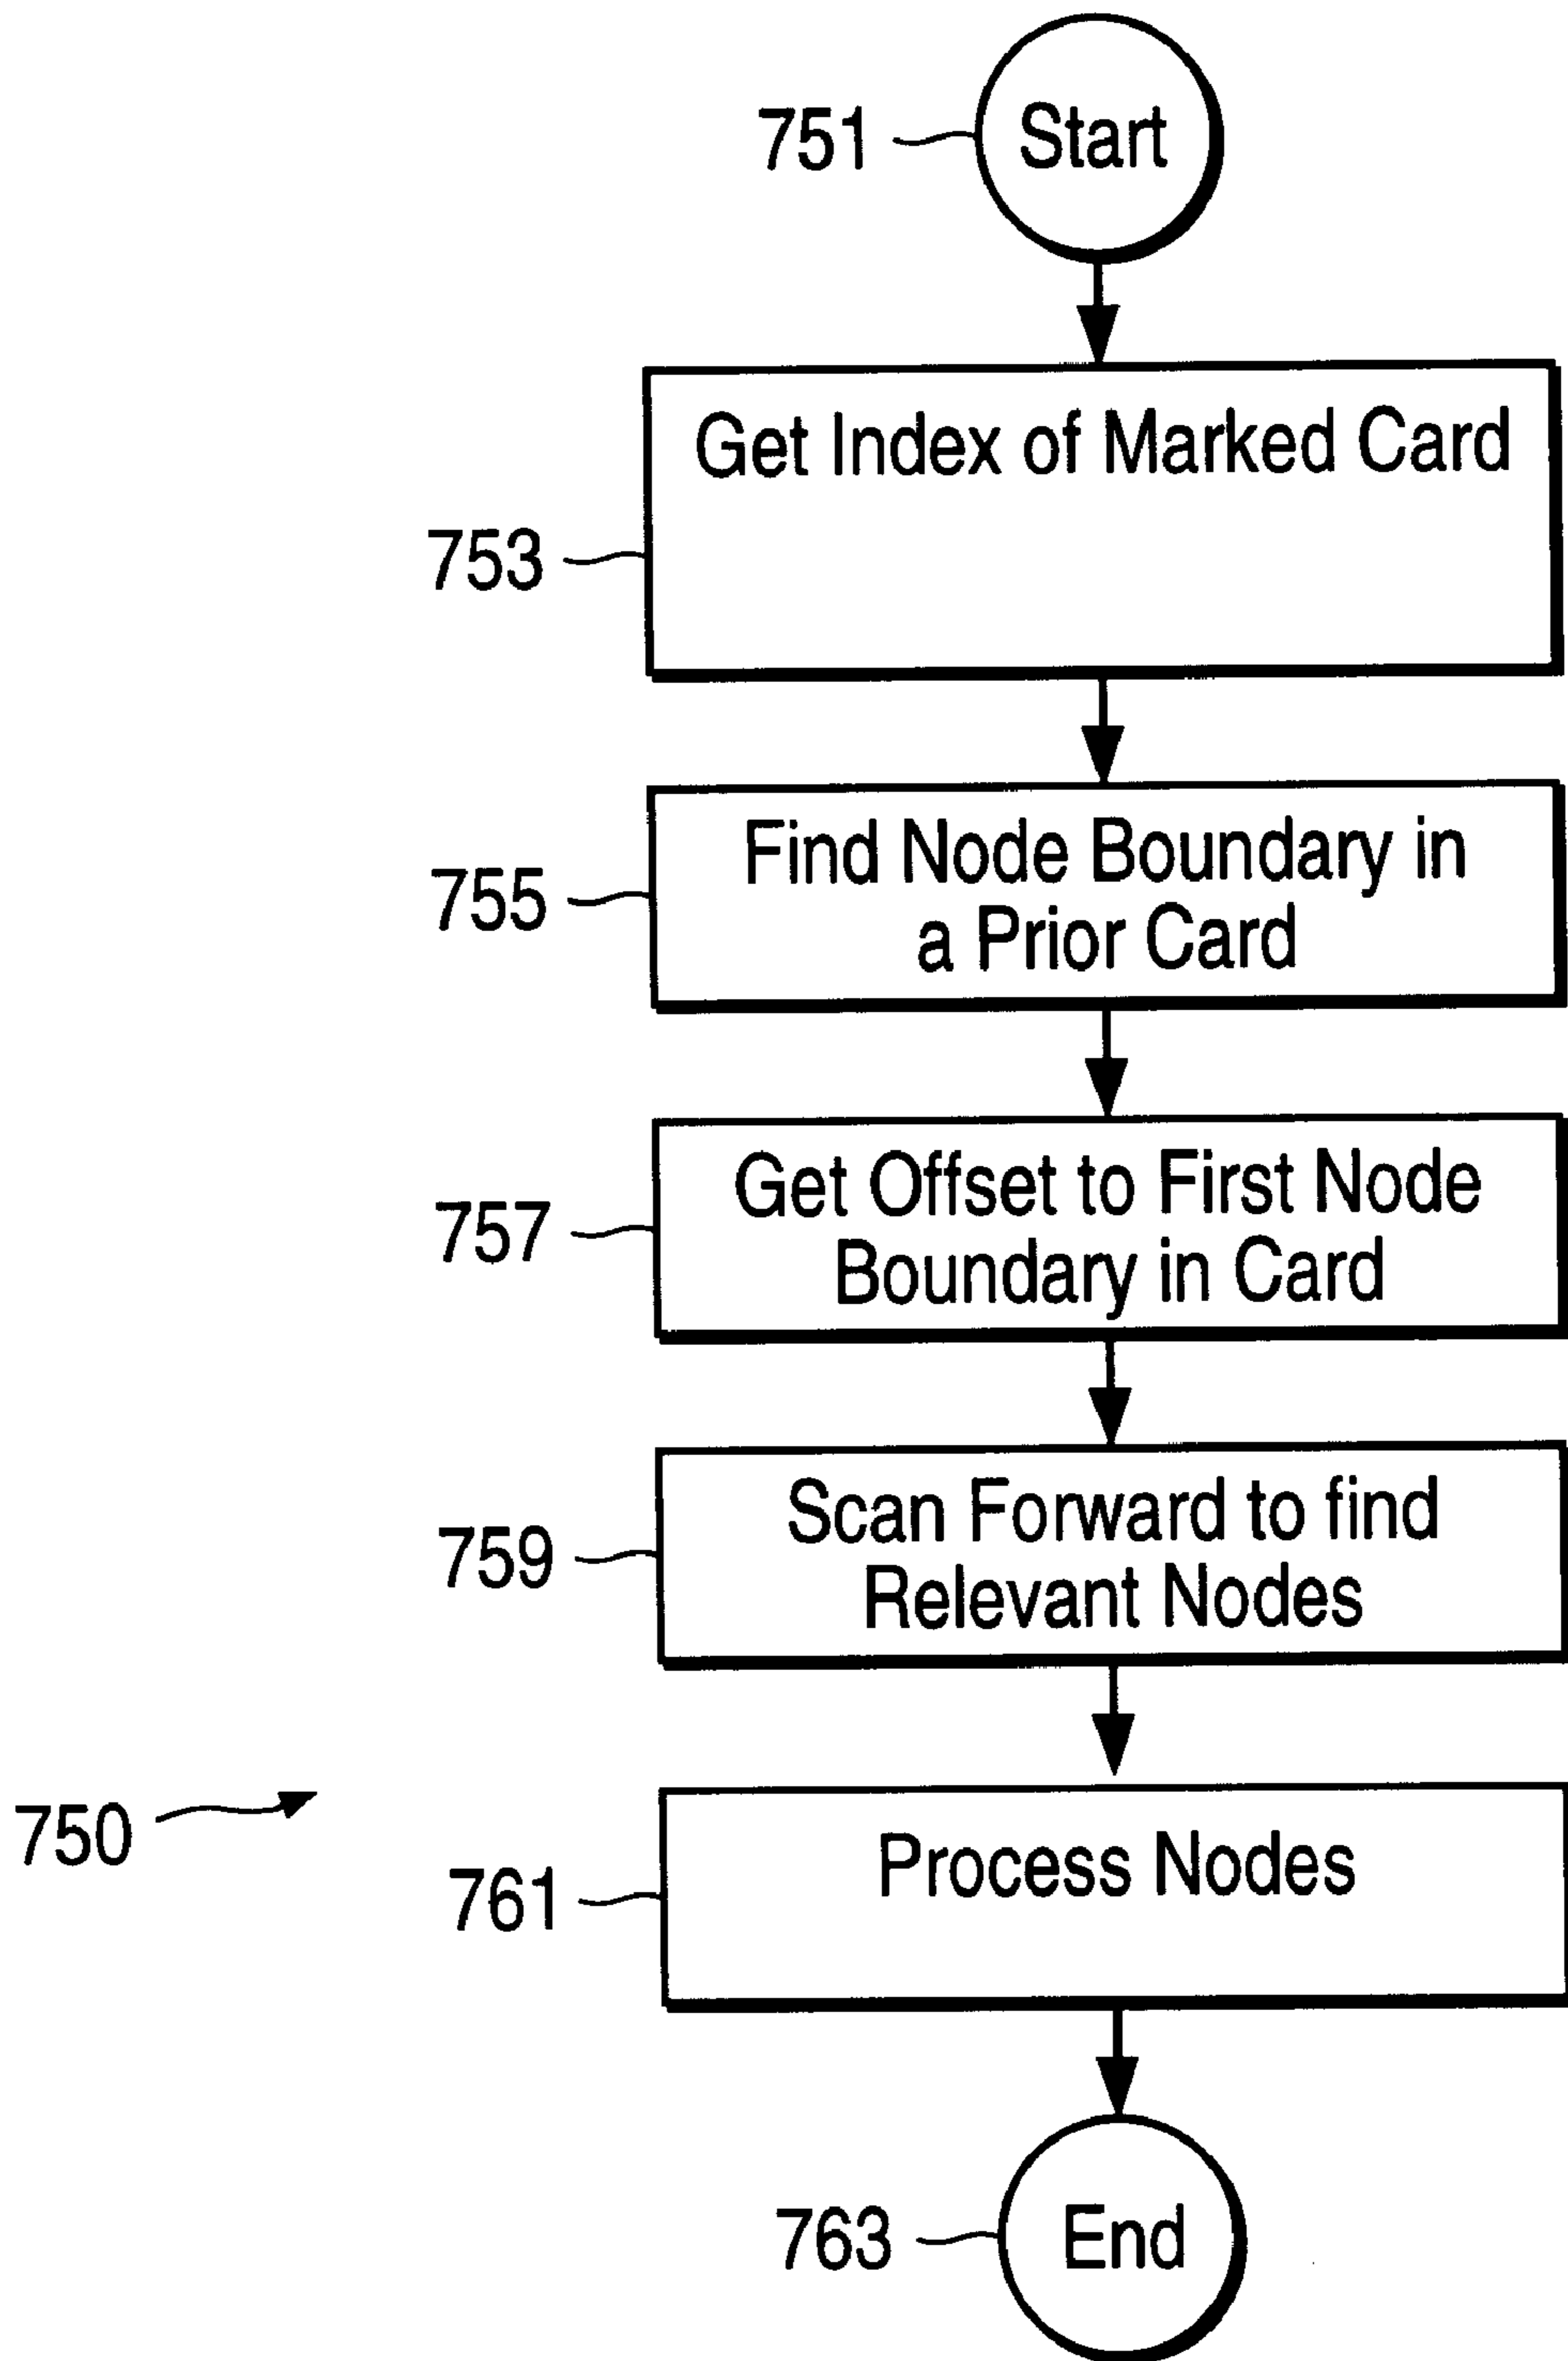 751
Start
Get Index of Marked Card
753
Find Node Boundary in
a Prior Card
755
Get Offset to First Node
Boundary in Card
757
Scan Forward to find
Relevant Nodes
759
750
Process Nodes
761
763
End